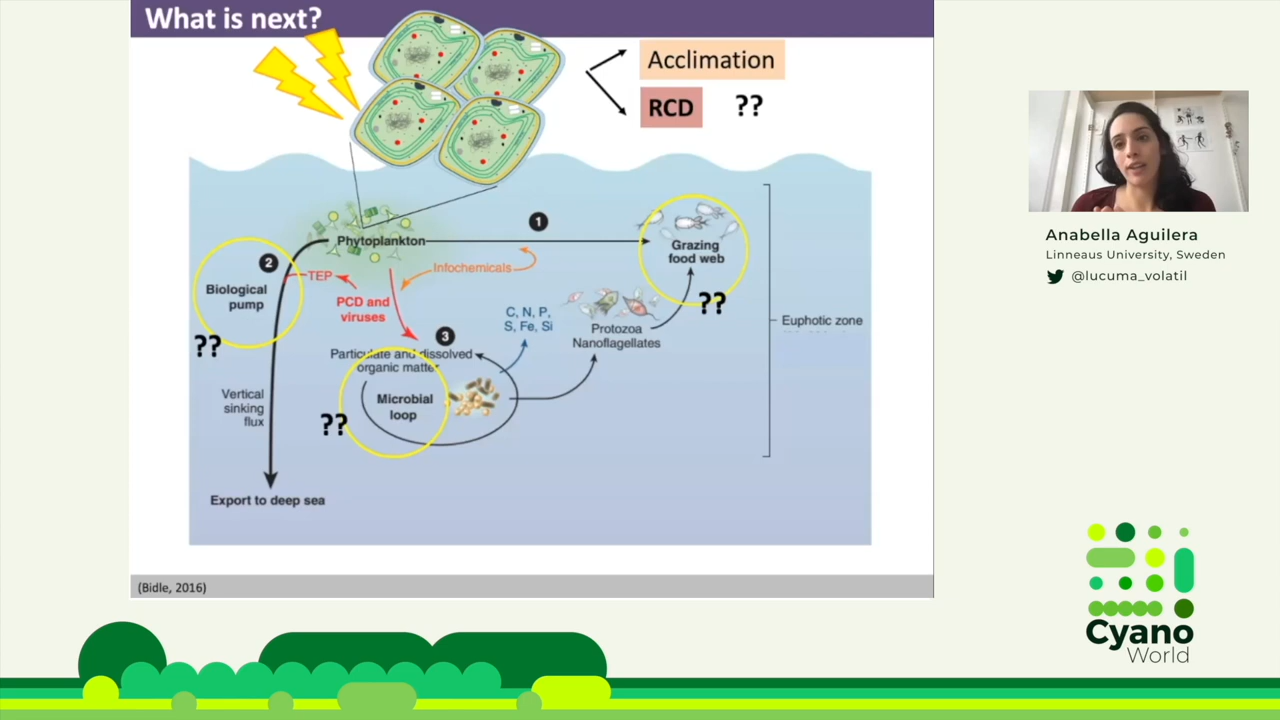 What is next?
Acclimation
RCD
??
Anabella Aguilera
Linneaus University, Sweden
@lucuma_volatil
1
Phytoplankton
Grazing
food web
??
2
Biological
pump
??
TEP
Infochemicals
PCD and
viruses
C, N, P,
S, Fe, Si
Protozoa
Nanoflagellates
Euphotic zone
3
Particulate and dissolved
organic matter
Microbial
loop
??
Vertical
sinking
flux
Export to deep sea
(Bidle, 2016)
Cyano
World